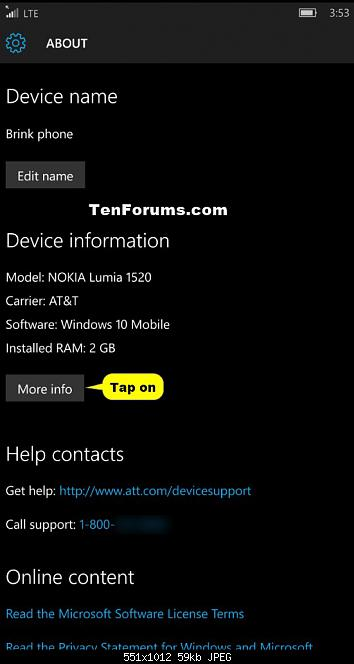 LTE
3:53
ABOUT
Device name
Brink phone
Edit name
TenForums.com
Device information
Model: NOKIA Lumia 1520
Carrier: AT&T
Software: Windows 10 Mobile
Installed RAM: 2 GB
More info
Tap on
Help contacts
Get help: http://www.att.com/devicesupport
Call support: 1-800-
Online content
Read the Microsoft Software License Terms
Read the Privacy Statement for Windows and Microsoft
551x1012 59kb JPEG